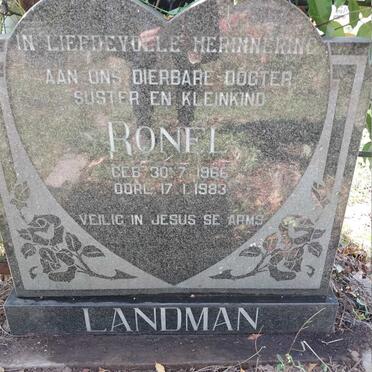 IN LIEFDEVOLLE HERINNERING
AAN ONS DIERBARE DOGTER
SUSTER EN KLEINKIND
RONEL
GEB. 30.7.1966
OORL. 17.1.1983
VEILIG IN JESUS SE ARMS
LANDMAN